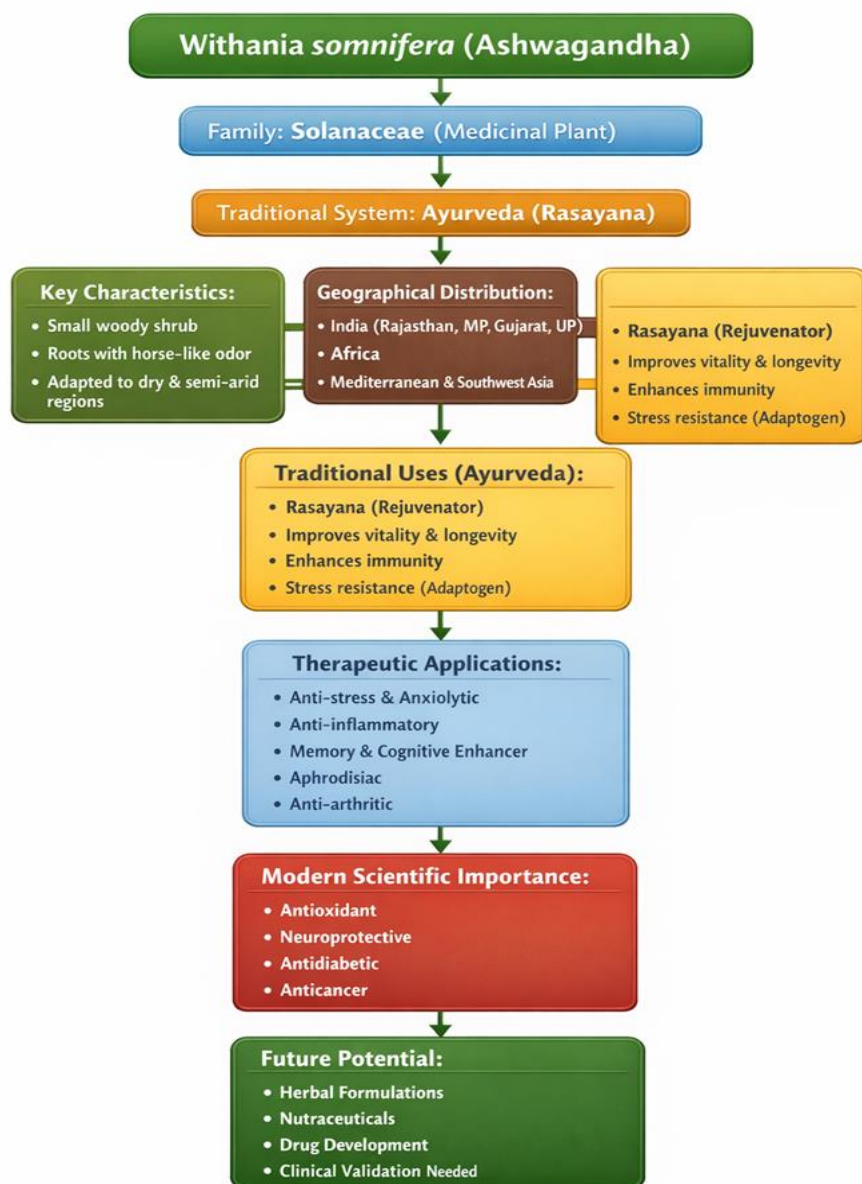 Withania somnifera (Ashwagandha)
Family: Solanaceae (Medicinal Plant)
Traditional System: Ayurveda (Rasayana)
Key Characteristics:
• Small woody shrub
• Roots with horse-like odor
• Adapted to dry & semi-arid
regions
Geographical Distribution:
• India (Rajasthan, MP, Gujarat, UP)
• Africa
• Mediterranean & Southwest Asia
• Rasayana (Rejuvenator)
• Improves vitality & longevity
• Enhances immunity
• Stress resistance (Adaptogen)
Traditional Uses (Ayurveda):
• Rasayana (Rejuvenator)
• Improves vitality & longevity
• Enhances immunity
• Stress resistance (Adaptogen)
Therapeutic Applications:
• Anti-stress & Anxiolytic
• Anti-inflammatory
• Memory & Cognitive Enhancer
• Aphrodisiac
• Anti-arthritic
Modern Scientific Importance:
• Antioxidant
• Neuroprotective
• Antidiabetic
• Anticancer
Future Potential:
• Herbal Formulations
• Nutraceuticals
• Drug Development
• Clinical Validation Needed